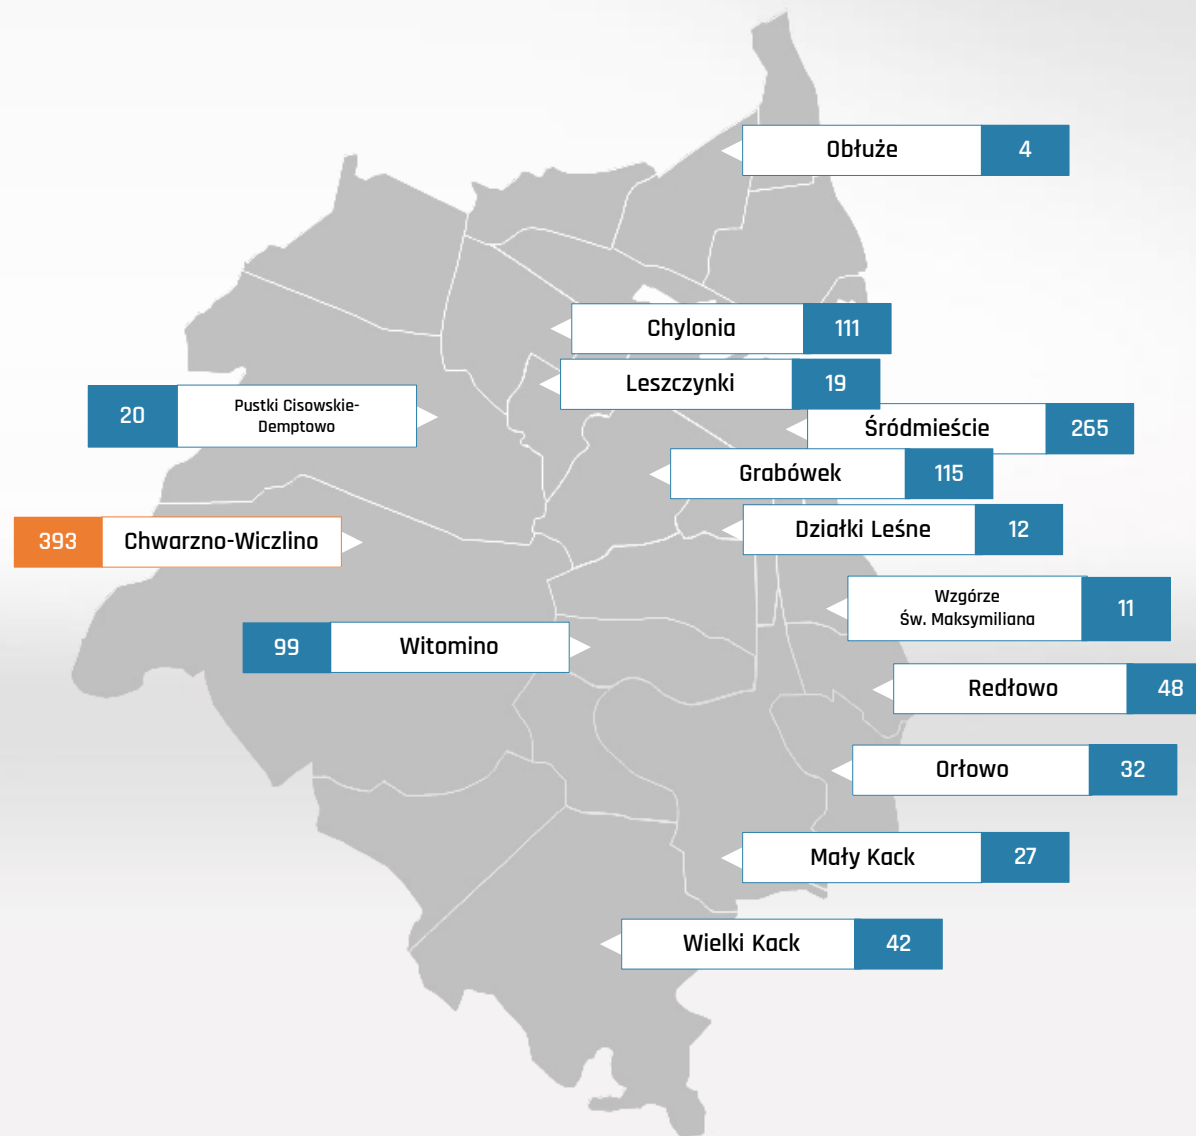 Obłuże 4
Chylonia 111
Leszczynki 19
20 Pustki Cisowskie-
Demptowo
Śródmieście 265
Grabówek 115
393 Chwarzno-Wiczlino
Działki Leśne 12
Wzgórze
Św. Maksymiliana 11
99 Witomino
Redłowo 48
Orłowo 32
Mały Kack 27
Wielki Kack 42